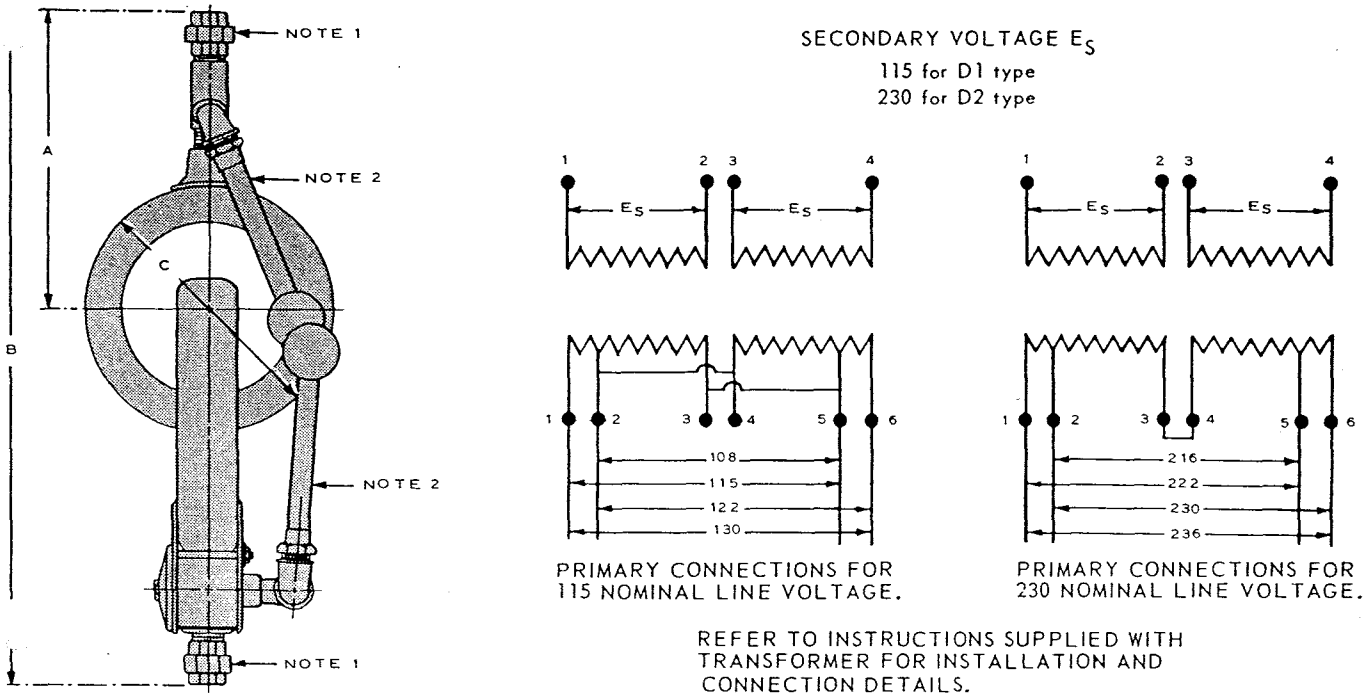 NOTE 1
A
NOTE 2
C
B
NOTE 2
NOTE 1
SECONDARY VOLTAGE ES
115 for D1 type
230 for D2 type
1 2 3 4
ES ES
1 2 3 4 5 6
108
115
122
130
PRIMARY CONNECTIONS FOR
115 NOMINAL LINE VOLTAGE.
1 2 3 4
ES ES
1 2 3 4 5 6
216
222
230
236
PRIMARY CONNECTIONS FOR
230 NOMINAL LINE VOLTAGE.
REFER TO INSTRUCTIONS SUPPLIED WITH
TRANSFORMER FOR INSTALLATION AND
CONNECTION DETAILS.